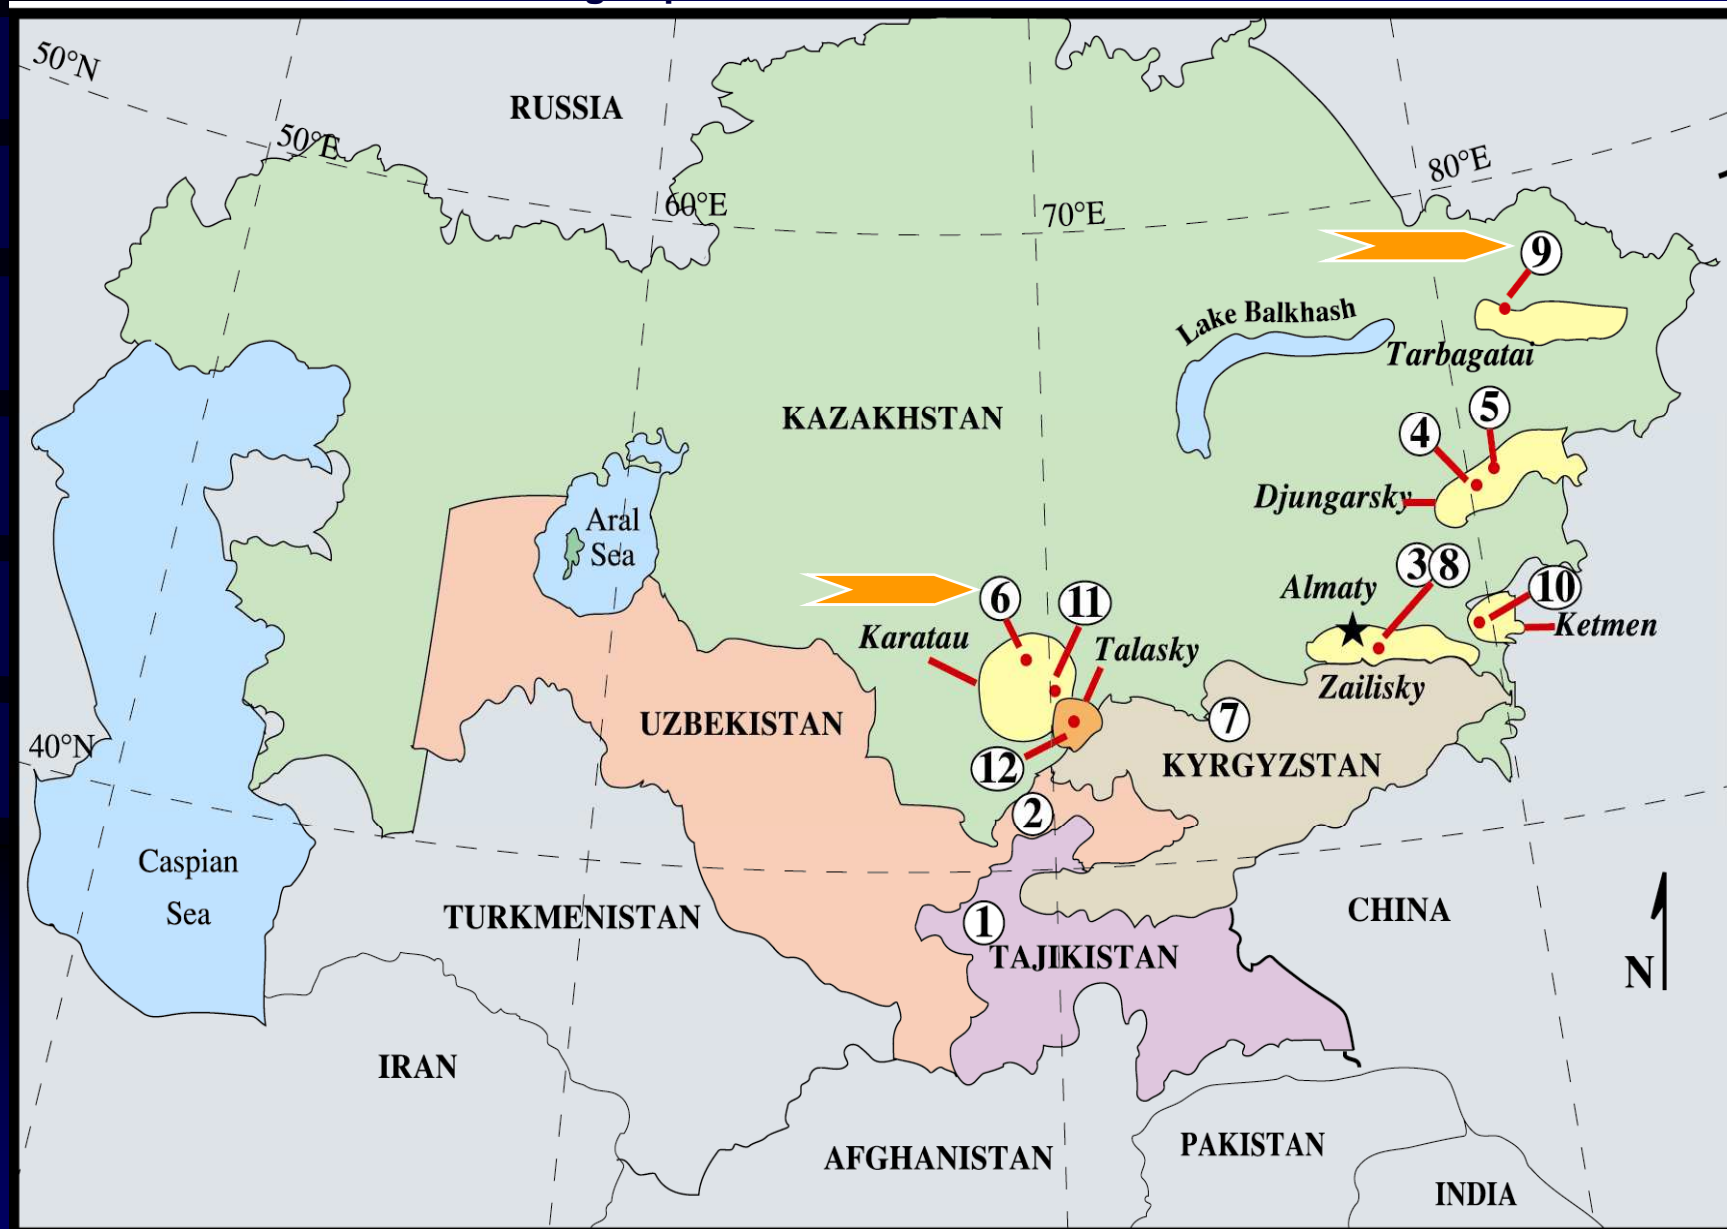 50°N
RUSSIA
50°E
80°E
60°E
70°E
9
Lake Balkhash
Tarbagatai
KAZAKHSTAN
5
4
Djungarsky
Aral
Sea
3
8
Almaty
10
6
11
Ketmen
Karatau
Talasky
Zailisky
7
UZBEKISTAN
40°N
KYRGYZSTAN
12
2
Caspian
Sea
TURKMENISTAN
CHINA
1
TAJIKISTAN
N
IRAN
AFGHANISTAN
PAKISTAN
INDIA